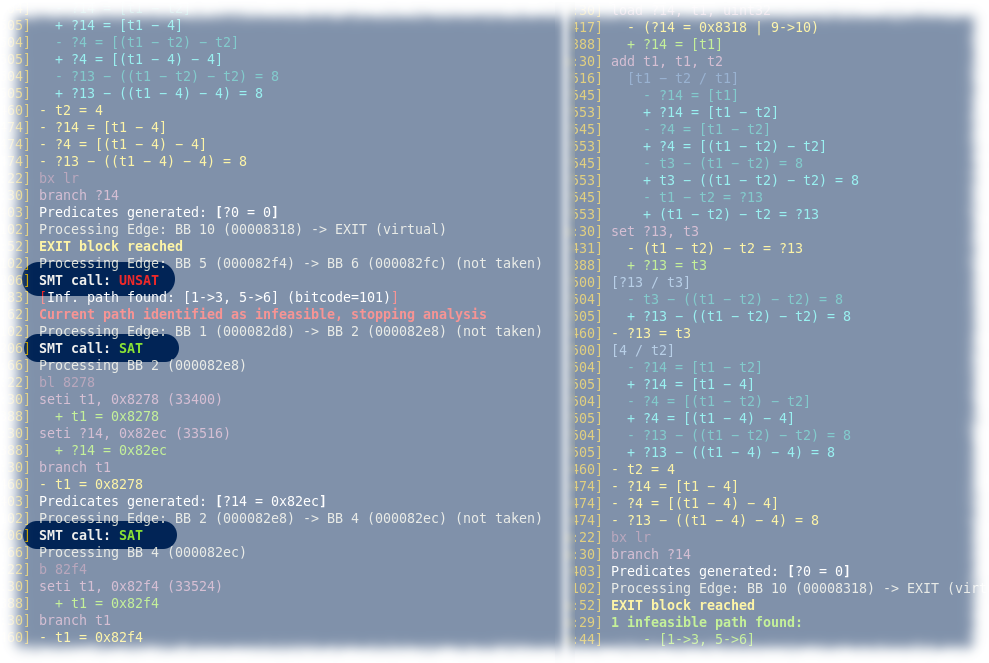 5]   + ?14 = [t1 − 4]
4]   - ?4 = [(t1 − t2) − t2]
5]   + ?4 = [(t1 − 4) − 4]
4]   - ?13 − ((t1 − t2) − t2) = 8
5]   + ?13 − ((t1 − 4) − 4) = 8
0] - t2 = 4
4] - ?14 = [t1 − 4]
4] - ?4 = [(t1 − 4) − 4]
4] - ?13 − ((t1 − 4) − 4) = 8
2] bx lr
0] branch ?14
3] Predicates generated: [?0 = 0]
2] Processing Edge: BB 10 (00008318) -> EXIT (virtual)
2] EXIT block reached
2] Processing Edge: BB 5 (000082f4) -> BB 6 (000082fc) (not taken)
6] SMT call: UNSAT
3] [Inf. path found: [1->3, 5->6] (bitcode=101)]
2] Current path identified as infeasible, stopping analysis
2] Processing Edge: BB 1 (000082d8) -> BB 2 (000082e8) (not taken)
6] SMT call: SAT
6] Processing BB 2 (000082e8)
2] bl 8278
0] seti t1, 0x8278 (33400)
8]   + t1 = 0x8278
0] seti ?14, 0x82ec (33516)
8]   + ?14 = 0x82ec
0] branch t1
0] - t1 = 0x8278
3] Predicates generated: [?14 = 0x82ec]
2] Processing Edge: BB 2 (000082e8) -> BB 4 (000082ec) (not taken)
6] SMT call: SAT
6] Processing BB 4 (000082ec)
2] b 82f4
0] seti t1, 0x82f4 (33524)
8]   + t1 = 0x82f4
0] branch t1
0] - t1 = 0x82f4
417]   - (?14 = 0x8318 | 9->10)
388]   + ?14 = [t1]
:30] add t1, t1, t2
516]   [t1 − t2 / t1]
545]     - ?14 = [t1]
553]     + ?14 = [t1 − t2]
545]     - ?4 = [t1 − t2]
553]     + ?4 = [(t1 − t2) − t2]
545]     - t3 − (t1 − t2) = 8
553]     + t3 − ((t1 − t2) − t2) = 8
545]     - t1 − t2 = ?13
553]     + (t1 − t2) − t2 = ?13
:30] set ?13, t3
431]   - (t1 − t2) − t2 = ?13
388]   + ?13 = t3
500] [?13 / t3]
504]   - t3 − ((t1 − t2) − t2) = 8
505]   + ?13 − ((t1 − t2) − t2) = 8
460] - ?13 = t3
500] [4 / t2]
504]   - ?14 = [t1 − t2]
505]   + ?14 = [t1 − 4]
504]   - ?4 = [(t1 − t2) − t2]
505]   + ?4 = [(t1 − 4) − 4]
504]   - ?13 − ((t1 − t2) − t2) = 8
505]   + ?13 − ((t1 − 4) − 4) = 8
460] - t2 = 4
474] - ?14 = [t1 − 4]
474] - ?4 = [(t1 − 4) − 4]
474] - ?13 − ((t1 − 4) − 4) = 8
:22] bx lr
:30] branch ?14
403] Predicates generated: [?0 = 0]
102] Processing Edge: BB 10 (00008318) -> EXIT (vir
:52] EXIT block reached
:29] 1 infeasible path found:
:44]     - [1->3, 5->6]